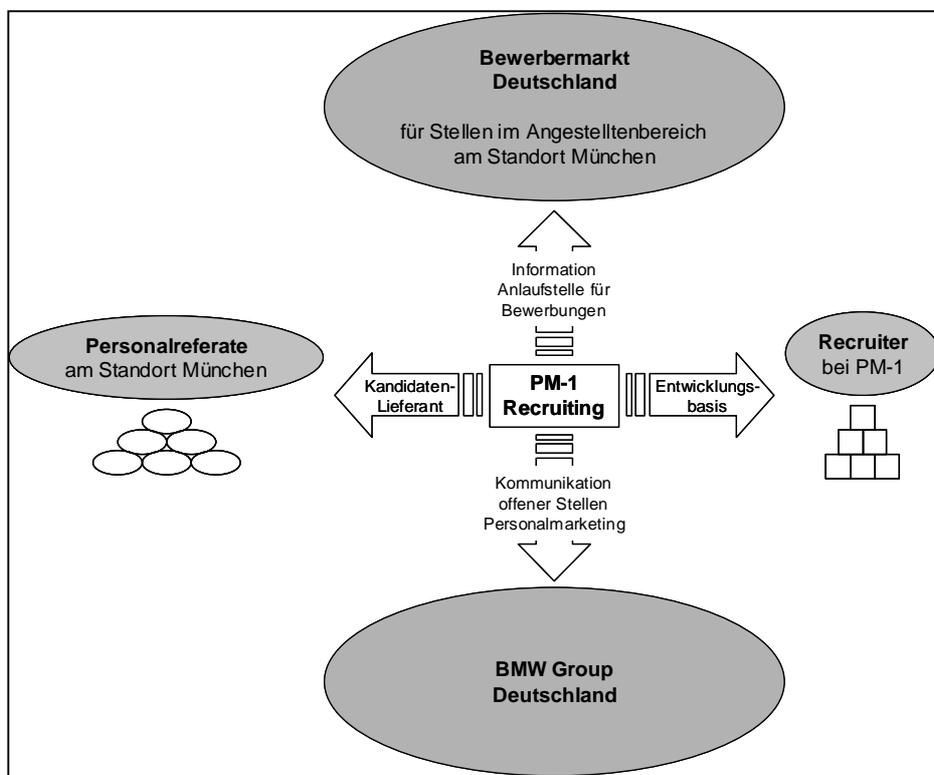 Bewerbermarkt
Deutschland
für Stellen im Angestelltenbereich
am Standort München
Information
Anlaufstelle für
Bewerbungen
Personalreferate
am Standort München
Kandidaten-
Lieferant
PM-1
Recruiting
Entwicklungs-
basis
Recruiter
bei PM-1
Kommunikation
offener Stellen
Personalmarketing
BMW Group
Deutschland